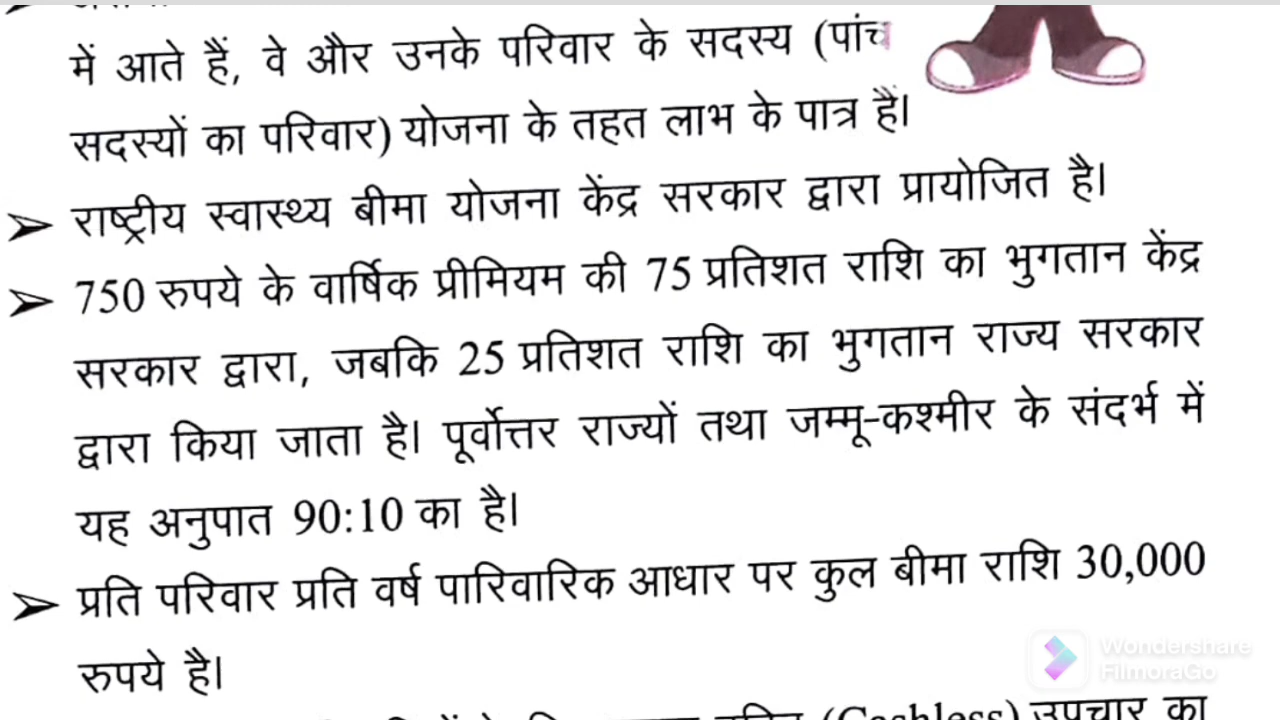 में आते हैं, वे और उनके परिवार के सदस्य (पांच
सदस्यों का परिवार) योजना के तहत लाभ के पात्र हैं।
➢ राष्ट्रीय स्वास्थ्य बीमा योजना केंद्र सरकार द्वारा प्रायोजित है।
➢ 750 रुपये के वार्षिक प्रीमियम की 75 प्रतिशत राशि का भुगतान केंद्र
सरकार द्वारा, जबकि 25 प्रतिशत राशि का भुगतान राज्य सरकार
द्वारा किया जाता है। पूर्वोत्तर राज्यों तथा जम्मू-कश्मीर के संदर्भ में
यह अनुपात 90:10 का है।
➢ प्रति परिवार प्रति वर्ष पारिवारिक आधार पर कुल बीमा राशि 30,000
रुपये है।
Wondershare
FilmoraGo
(Cashless) उपचार का